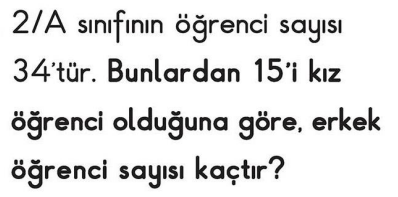 2/A sınıfının öğrenci sayısı
34'tür. Bunlardan 15'i kız
öğrenci olduğuna göre, erkek
öğrenci sayısı kaçtır?